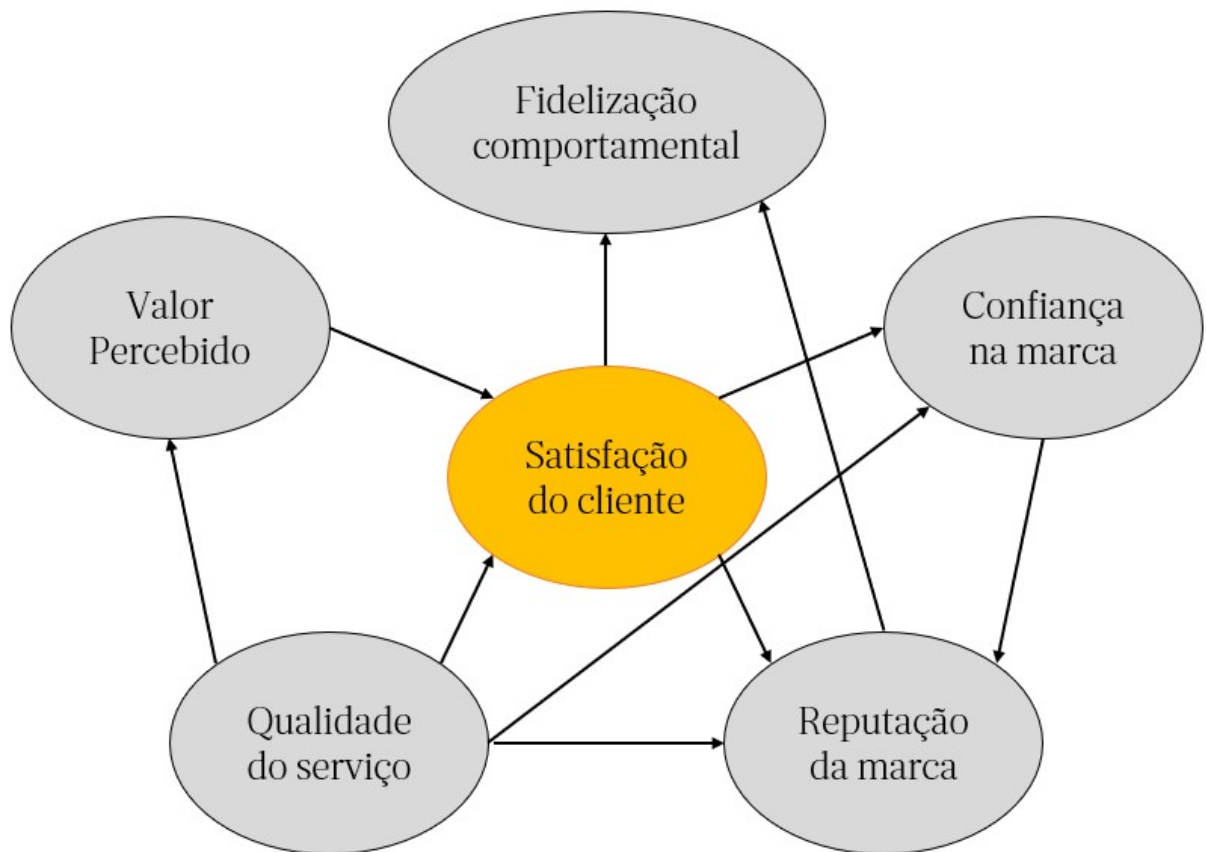 Fidelização
comportamental
Valor
Percebido
Confiança
na marca
Satisfação
do cliente
Qualidade
do serviço
Reputação
da marca